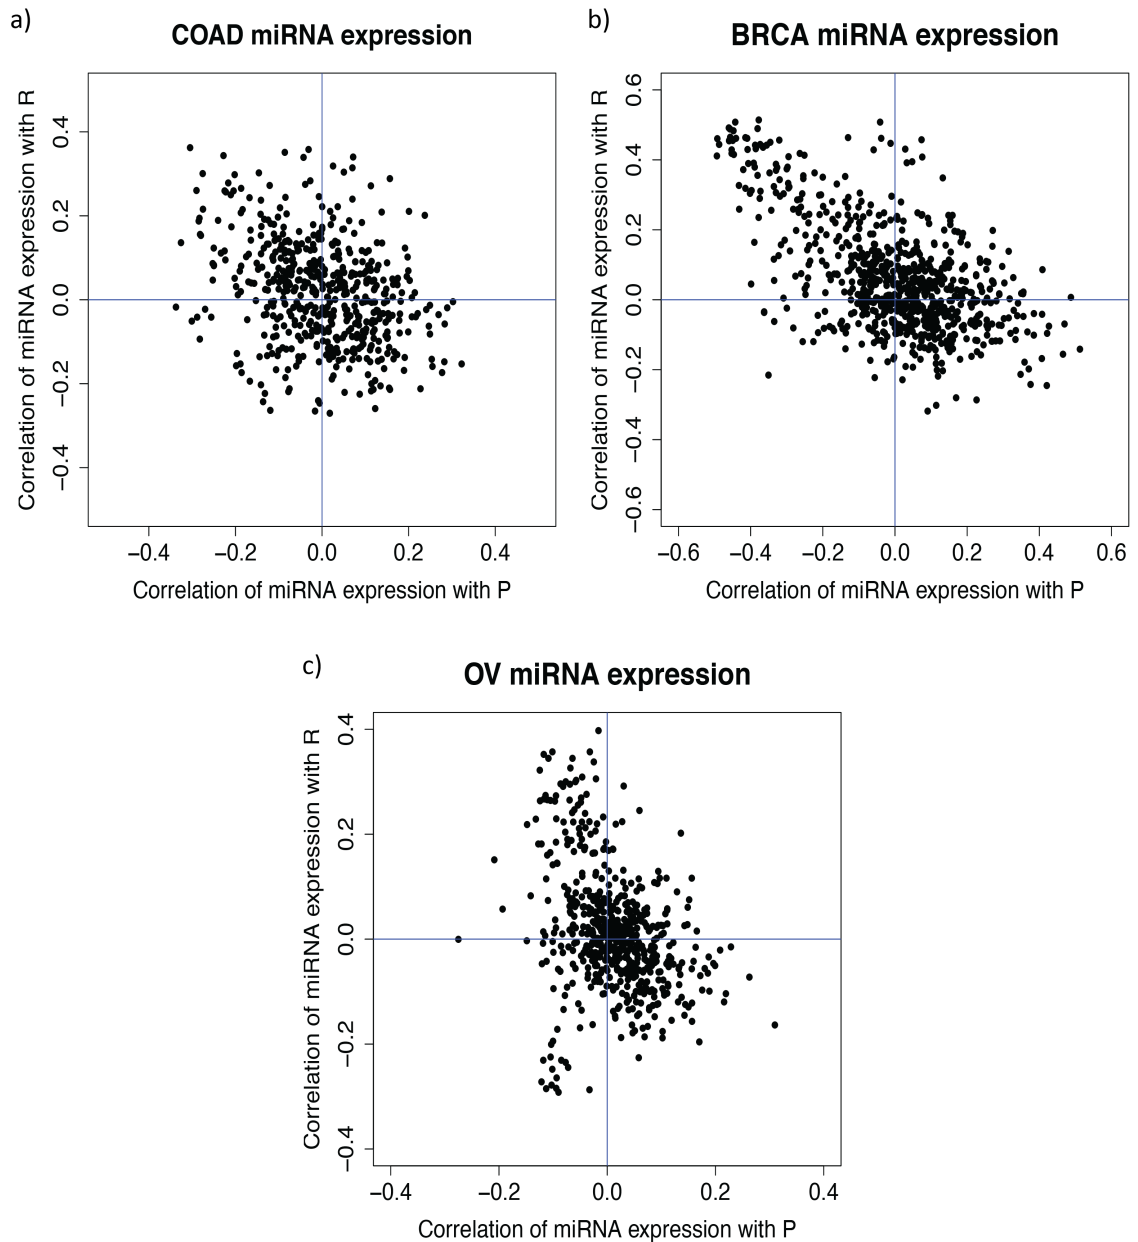 a)
COAD miRNA expression
Correlation of miRNA expression with R
0.4
0.2
0.0
−0.2
−0.4
−0.4 −0.2 0.0 0.2 0.4
Correlation of miRNA expression with P
b)
BRCA miRNA expression
Correlation of miRNA expression with R
0.6
0.4
0.2
0.0
−0.2
−0.4
−0.6
−0.6 −0.4 −0.2 0.0 0.2 0.4 0.6
Correlation of miRNA expression with P
c)
OV miRNA expression
Correlation of miRNA expression with R
0.4
0.2
0.0
−0.2
−0.4
−0.4 −0.2 0.0 0.2 0.4
Correlation of miRNA expression with P